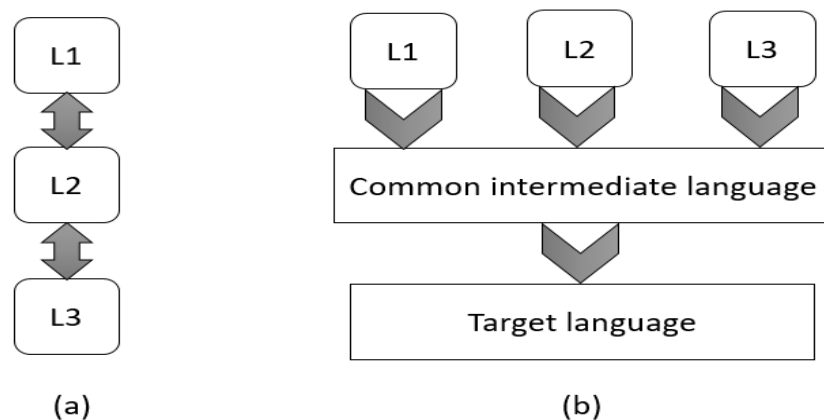 L1
L2
L3
(a)
L1 L2 L3
Common intermediate language
Target language
(b)